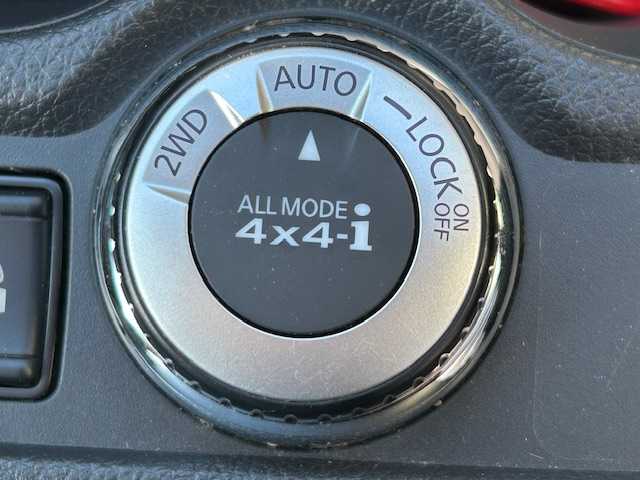 2WD
AUTO
LOCK
ON
OFF
ALL MODE
4x4-i